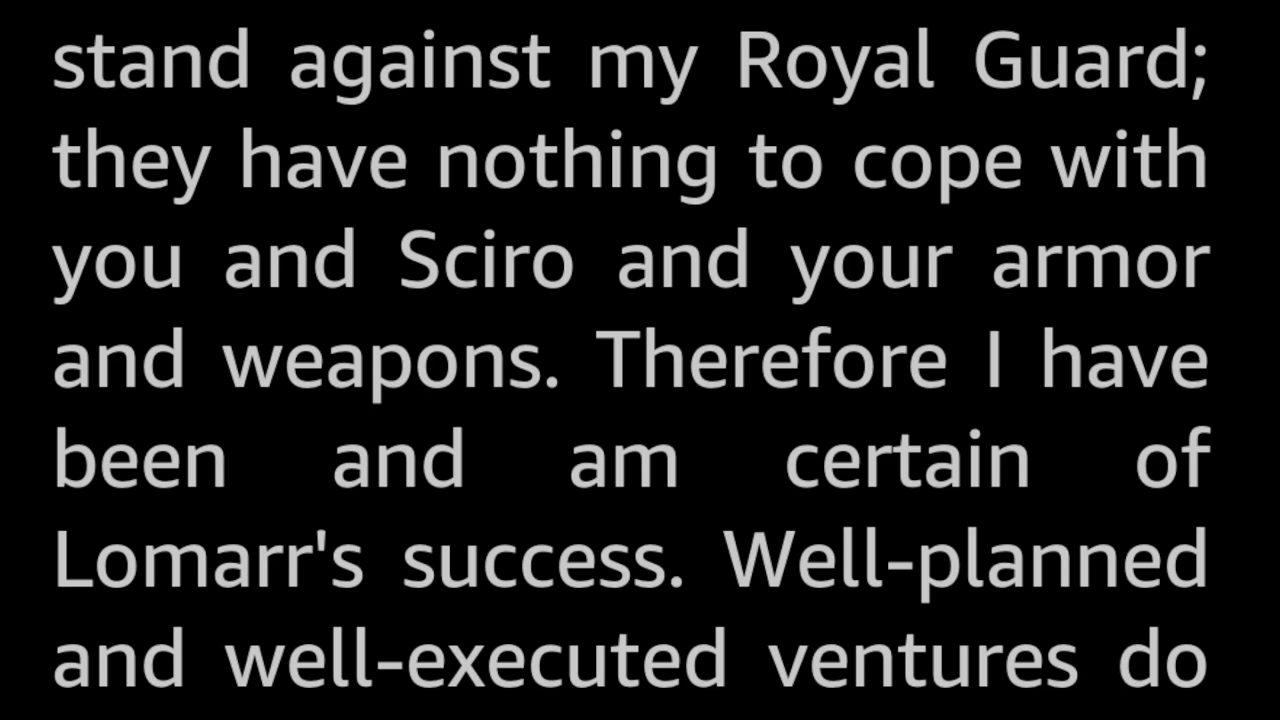 stand against my Royal Guard;
they have nothing to cope with
you and Sciro and your armor
and weapons. Therefore I have
been and am certain of
Lomarr's success. Well-planned
and well-executed ventures do